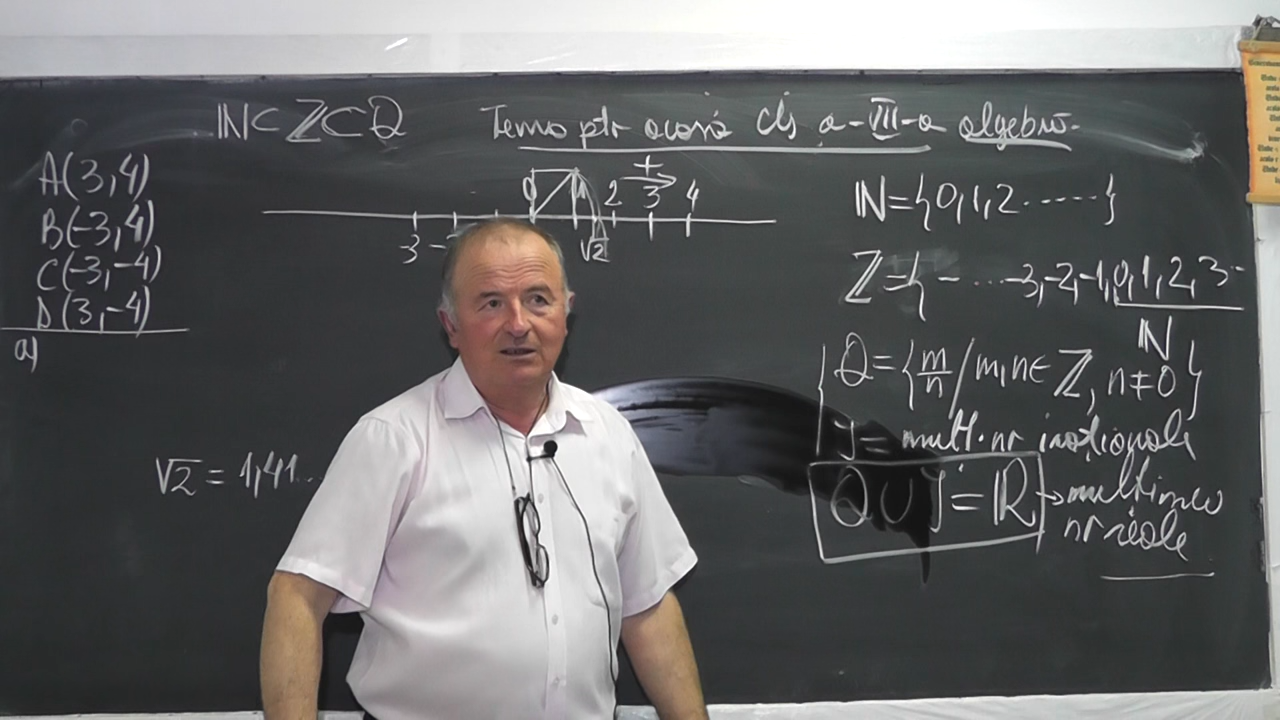 ℕ⊂ℤ⊂ℚ
Tema ptr acasă cls a-VII-a algebră
A(3,4)
B(-3,4)
C(-3,-4)
D(3,-4)
a)
0 1 2 3 4
+
-3 -
√2
√2 = 1,41...
ℕ={0,1,2......}
ℤ={-....-3,-2,-1,0,1,2,3-
ℕ
ℚ={m/n / m,n∈ℤ, n≠0}
J = mult. nr iraționale
ℚ∪J=ℝ → mulțimea
nr reale